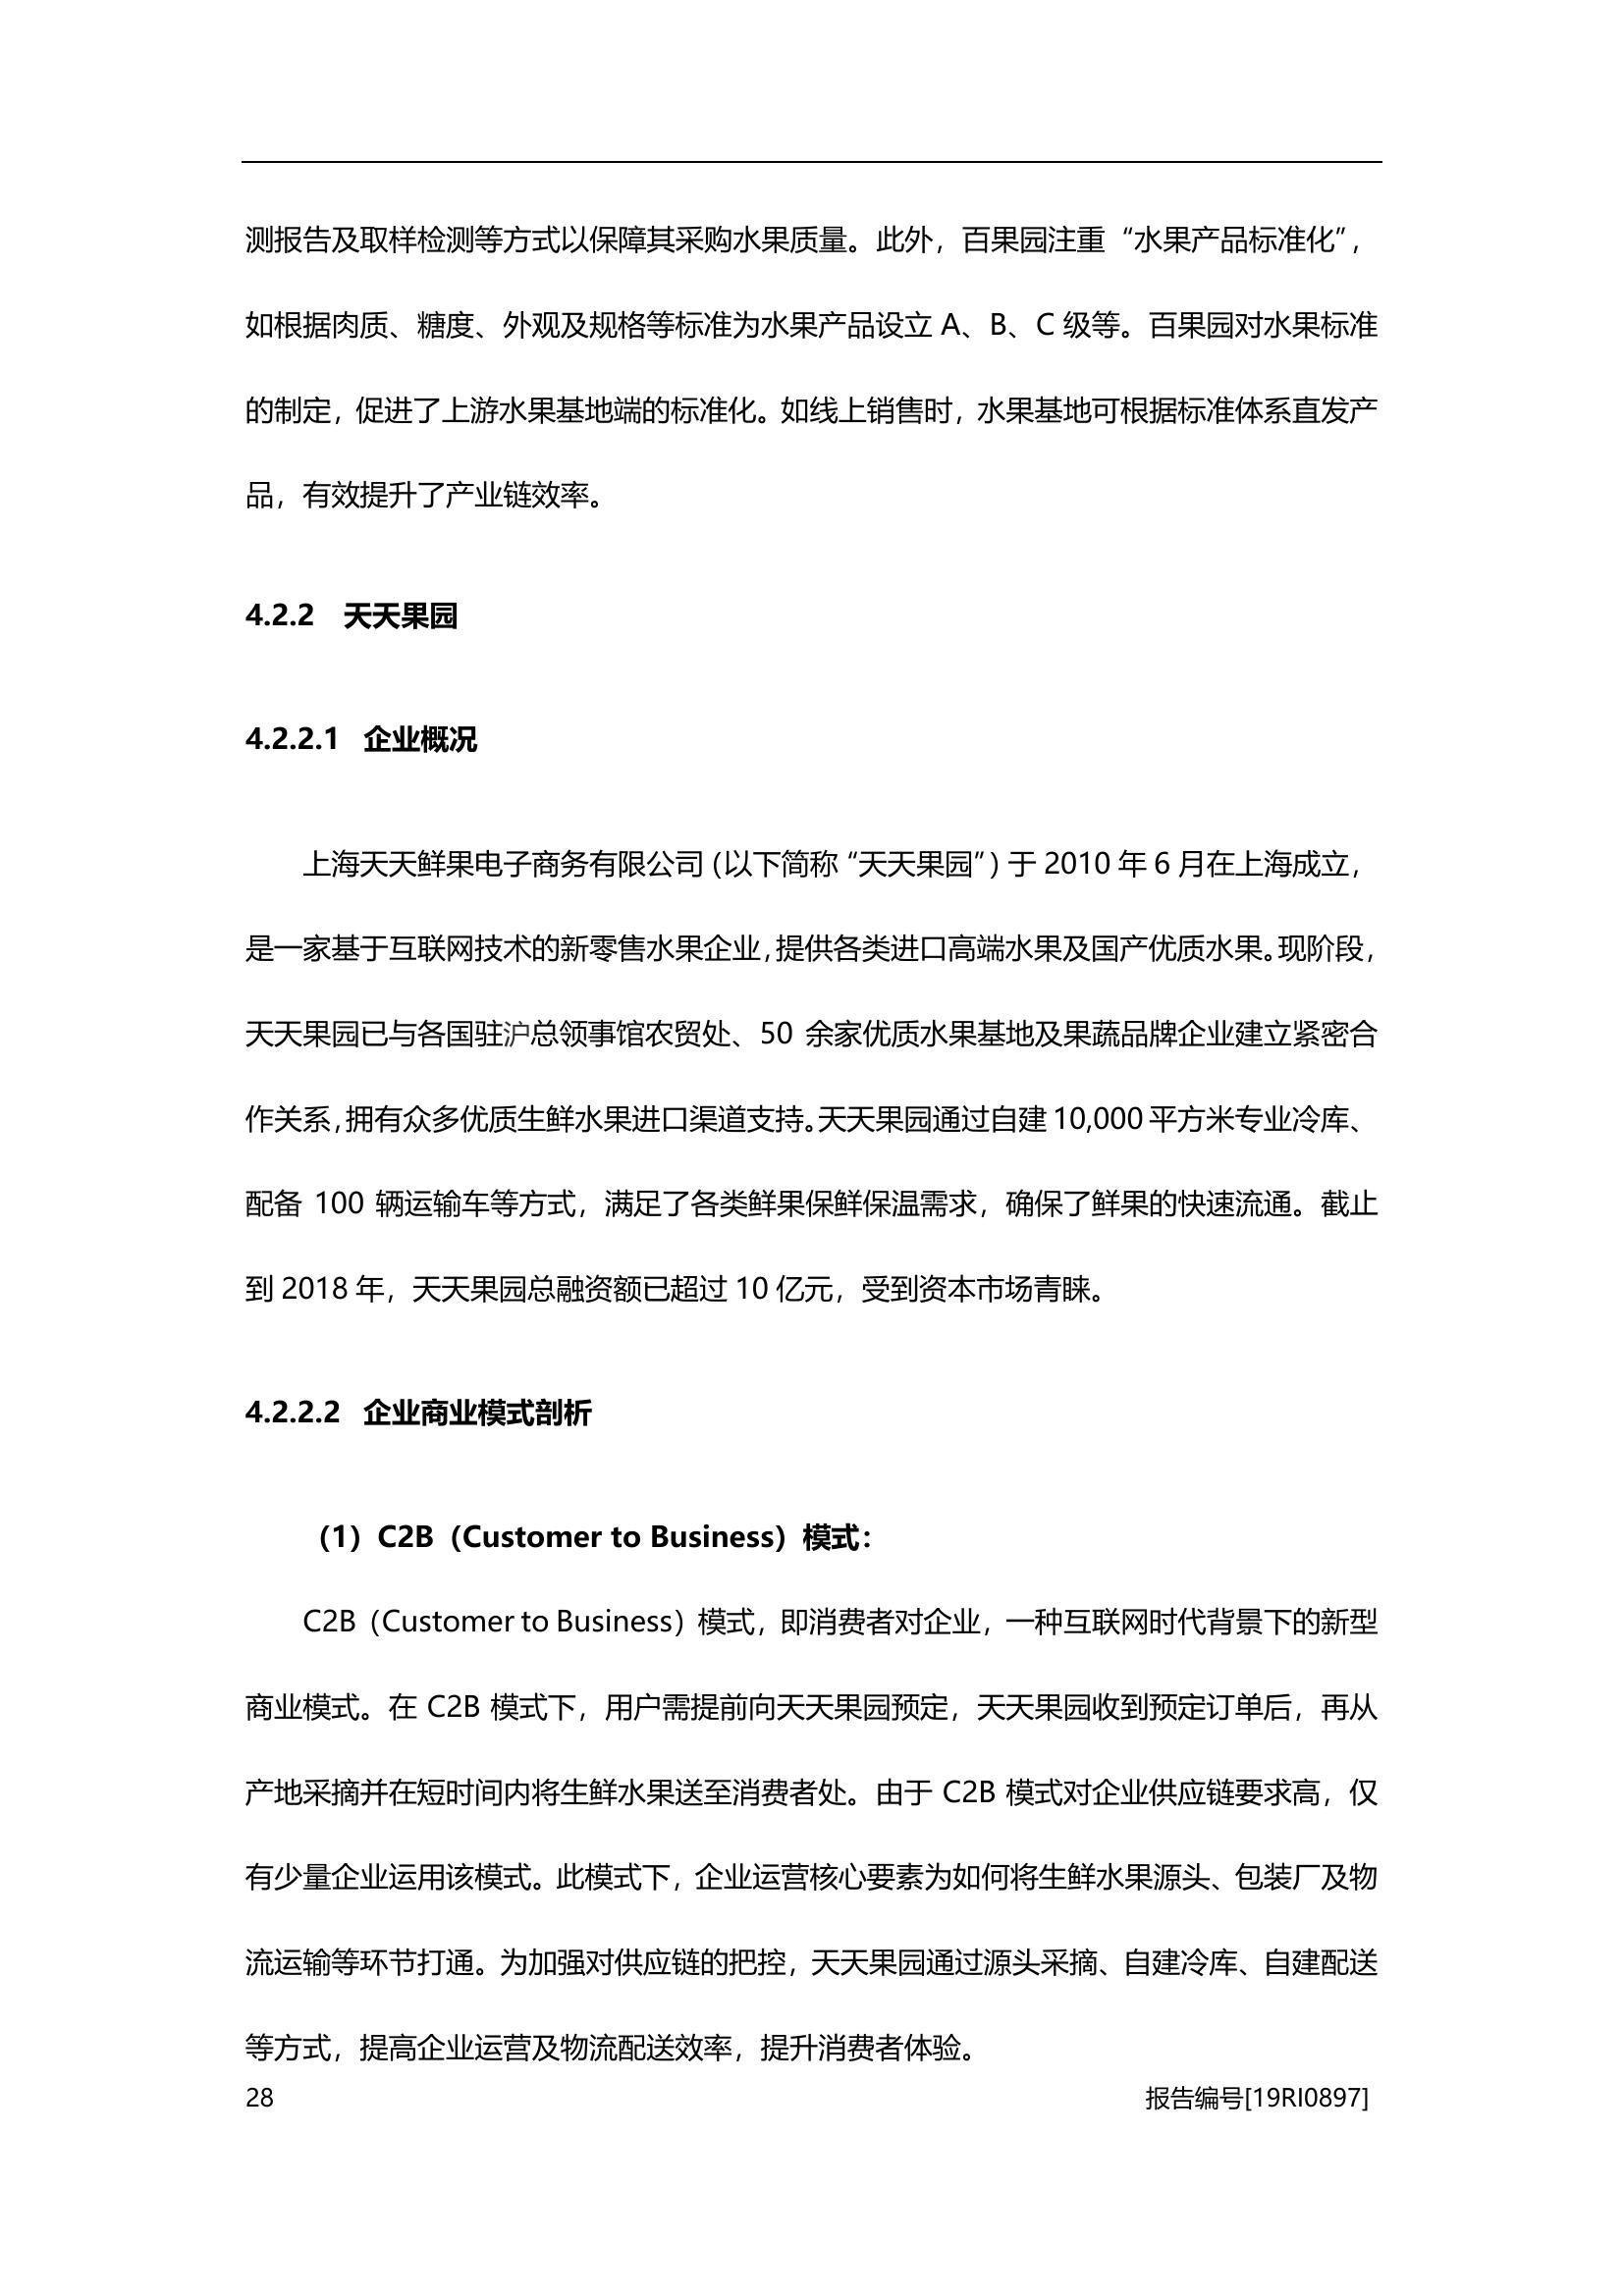 测报告及取样检测等方式以保障其采购水果质量。此外，百果园注重“水果产品标准化”，
如根据肉质、糖度、外观及规格等标准为水果产品设立 A、B、C 级等。百果园对水果标准
的制定，促进了上游水果基地端的标准化。如线上销售时，水果基地可根据标准体系直发产
品，有效提升了产业链效率。
4.2.2 天天果园
4.2.2.1 企业概况
上海天天鲜果电子商务有限公司（以下简称“天天果园”）于 2010 年 6 月在上海成立，
是一家基于互联网技术的新零售水果企业，提供各类进口高端水果及国产优质水果。现阶段，
天天果园已与各国驻沪总领事馆农贸处、50 余家优质水果基地及果蔬品牌企业建立紧密合
作关系，拥有众多优质生鲜水果进口渠道支持。天天果园通过自建 10,000 平方米专业冷库、
配备 100 辆运输车等方式，满足了各类鲜果保鲜保温需求，确保了鲜果的快速流通。截止
到 2018 年，天天果园总融资额已超过 10 亿元，受到资本市场青睐。
4.2.2.2 企业商业模式剖析
（1）C2B（Customer to Business）模式：
C2B（Customer to Business）模式，即消费者对企业，一种互联网时代背景下的新型
商业模式。在 C2B 模式下，用户需提前向天天果园预定，天天果园收到预定订单后，再从
产地采摘并在短时间内将生鲜水果送至消费者处。由于 C2B 模式对企业供应链要求高，仅
有少量企业运用该模式。此模式下，企业运营核心要素为如何将生鲜水果源头、包装厂及物
流运输等环节打通。为加强对供应链的把控，天天果园通过源头采摘、自建冷库、自建配送
等方式，提高企业运营及物流配送效率，提升消费者体验。
28 报告编号[19RI0897]